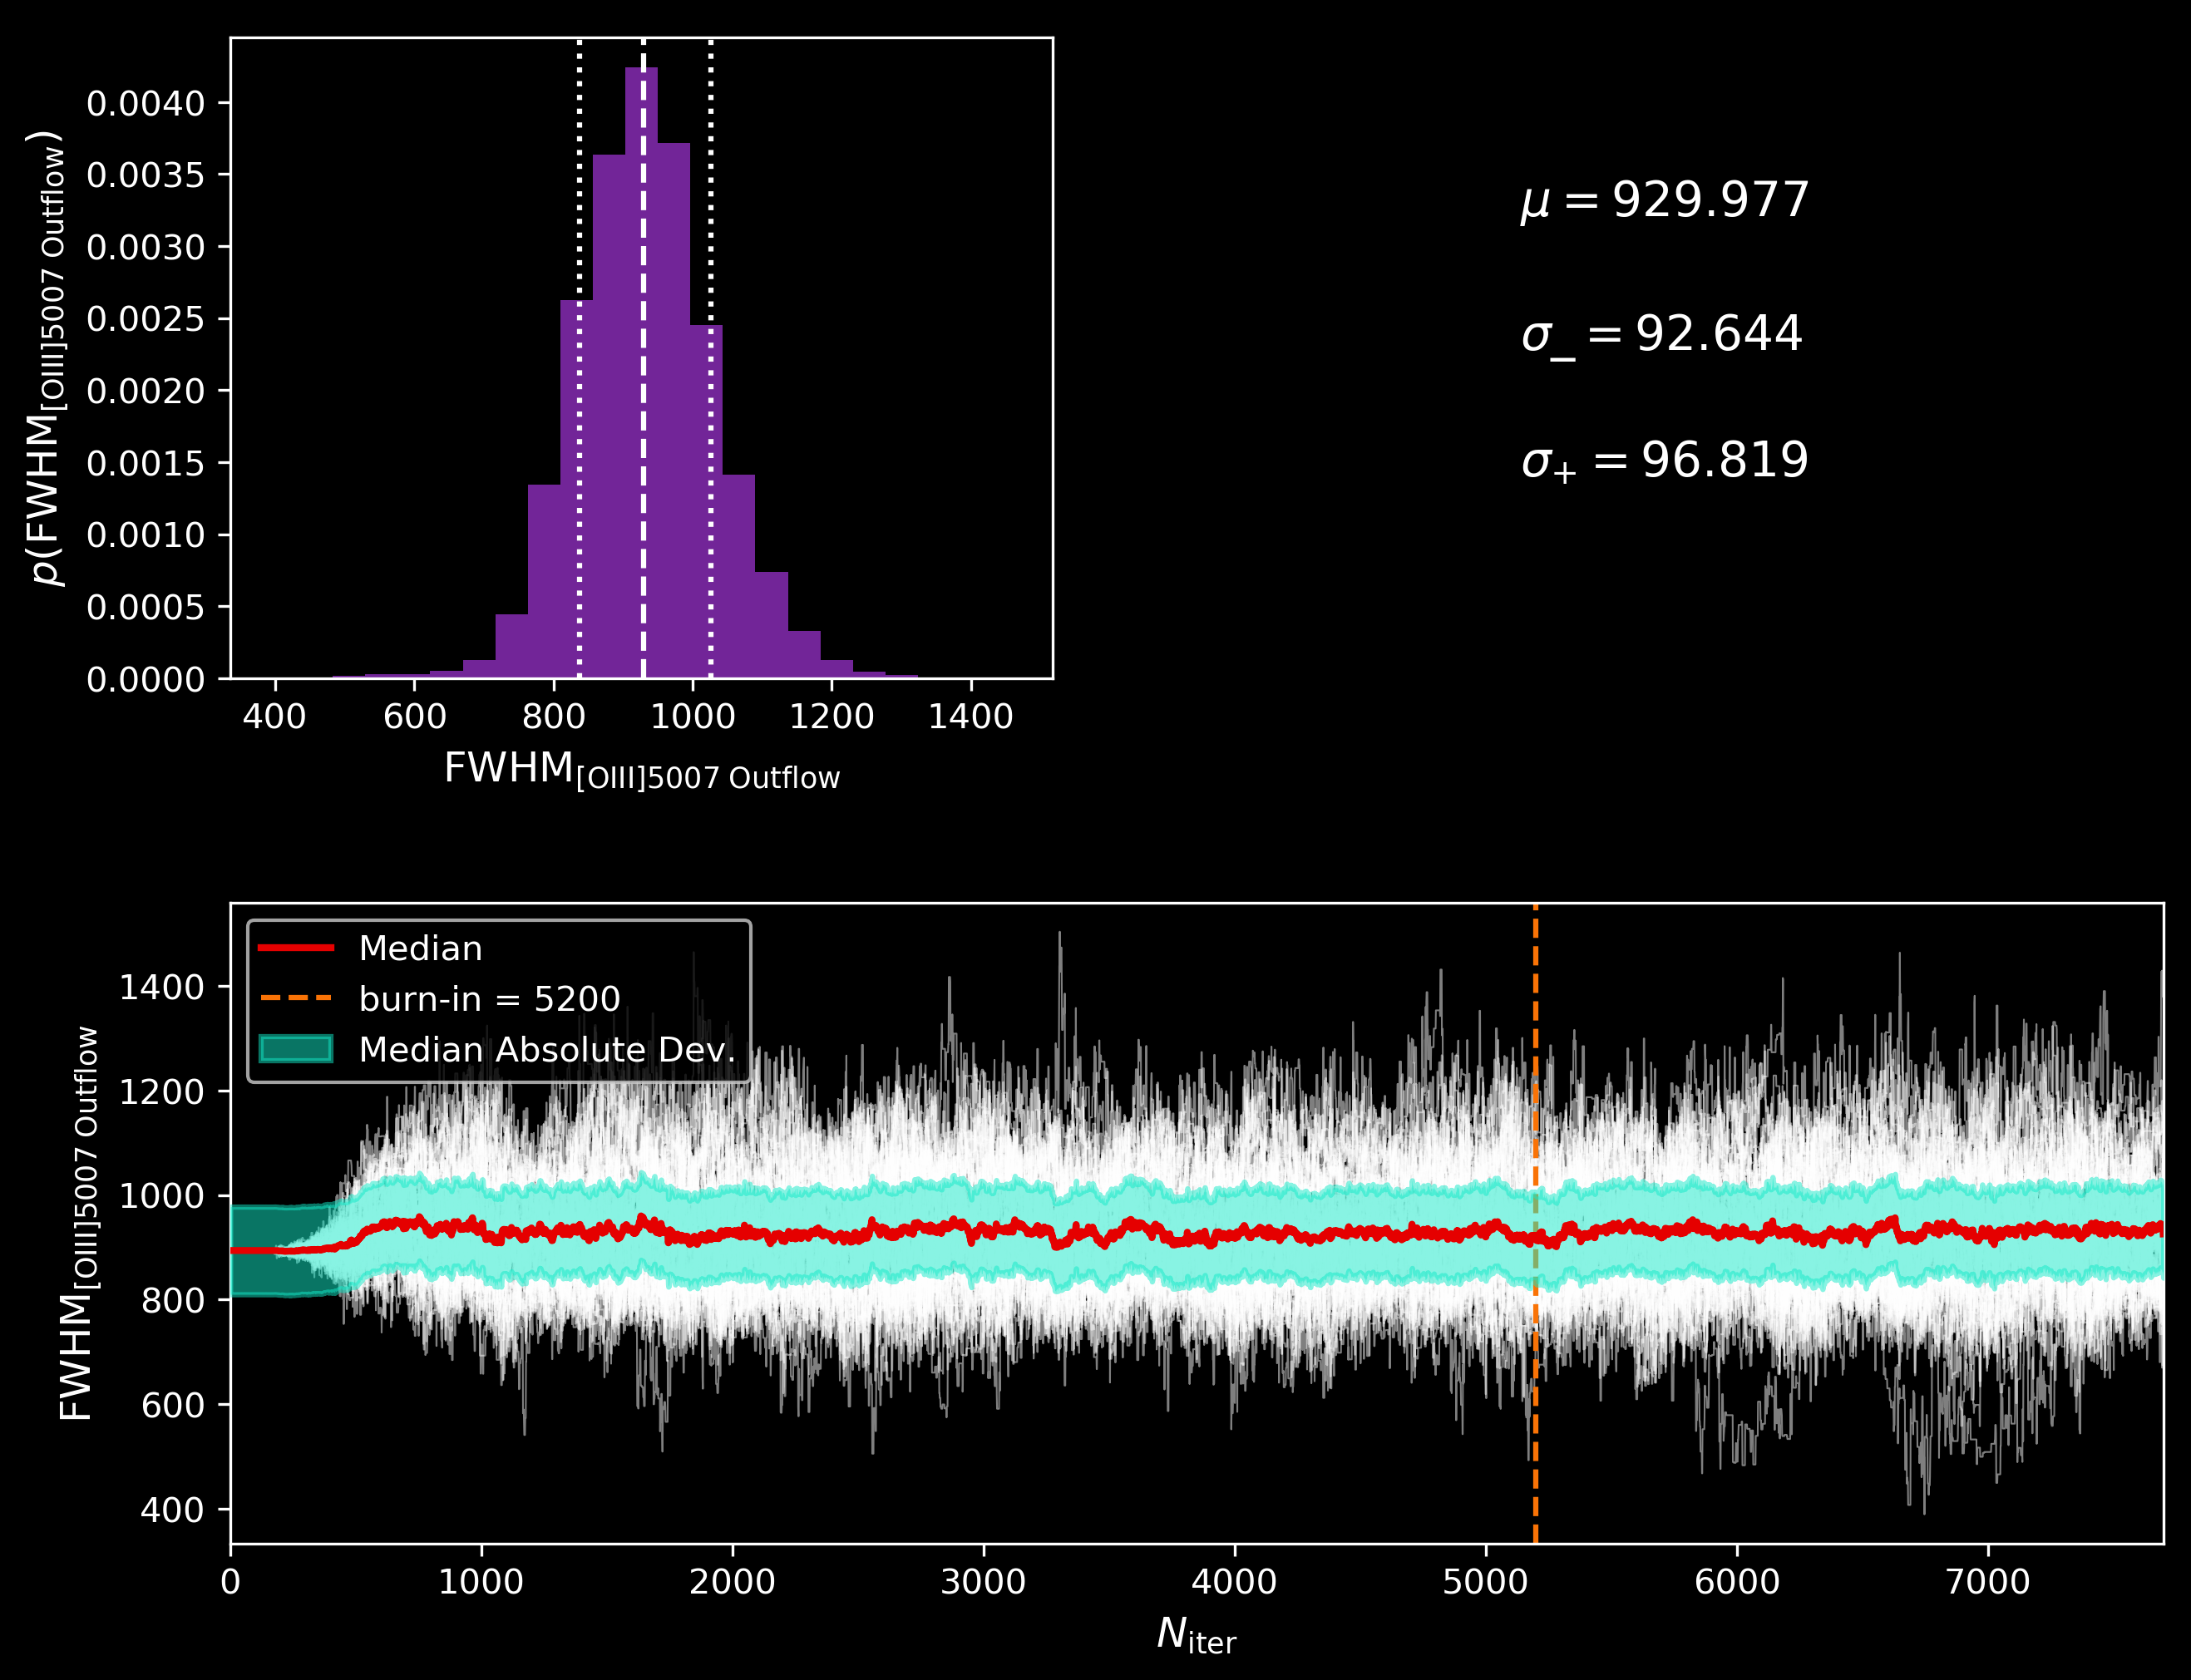 0.0040
0.0035
0.0030
0.0025
0.0020
0.0015
0.0010
0.0005
0.0000
p(FWHM[OIII]5007 Outflow)
400 600 800 1000 1200 1400
FWHM[OIII]5007 Outflow
μ = 929.977
σ_ = 92.644
σ+ = 96.819
Median
burn-in = 5200
Median Absolute Dev.
1400
1200
1000
800
600
400
FWHM[OIII]5007 Outflow
0 1000 2000 3000 4000 5000 6000 7000
Niter